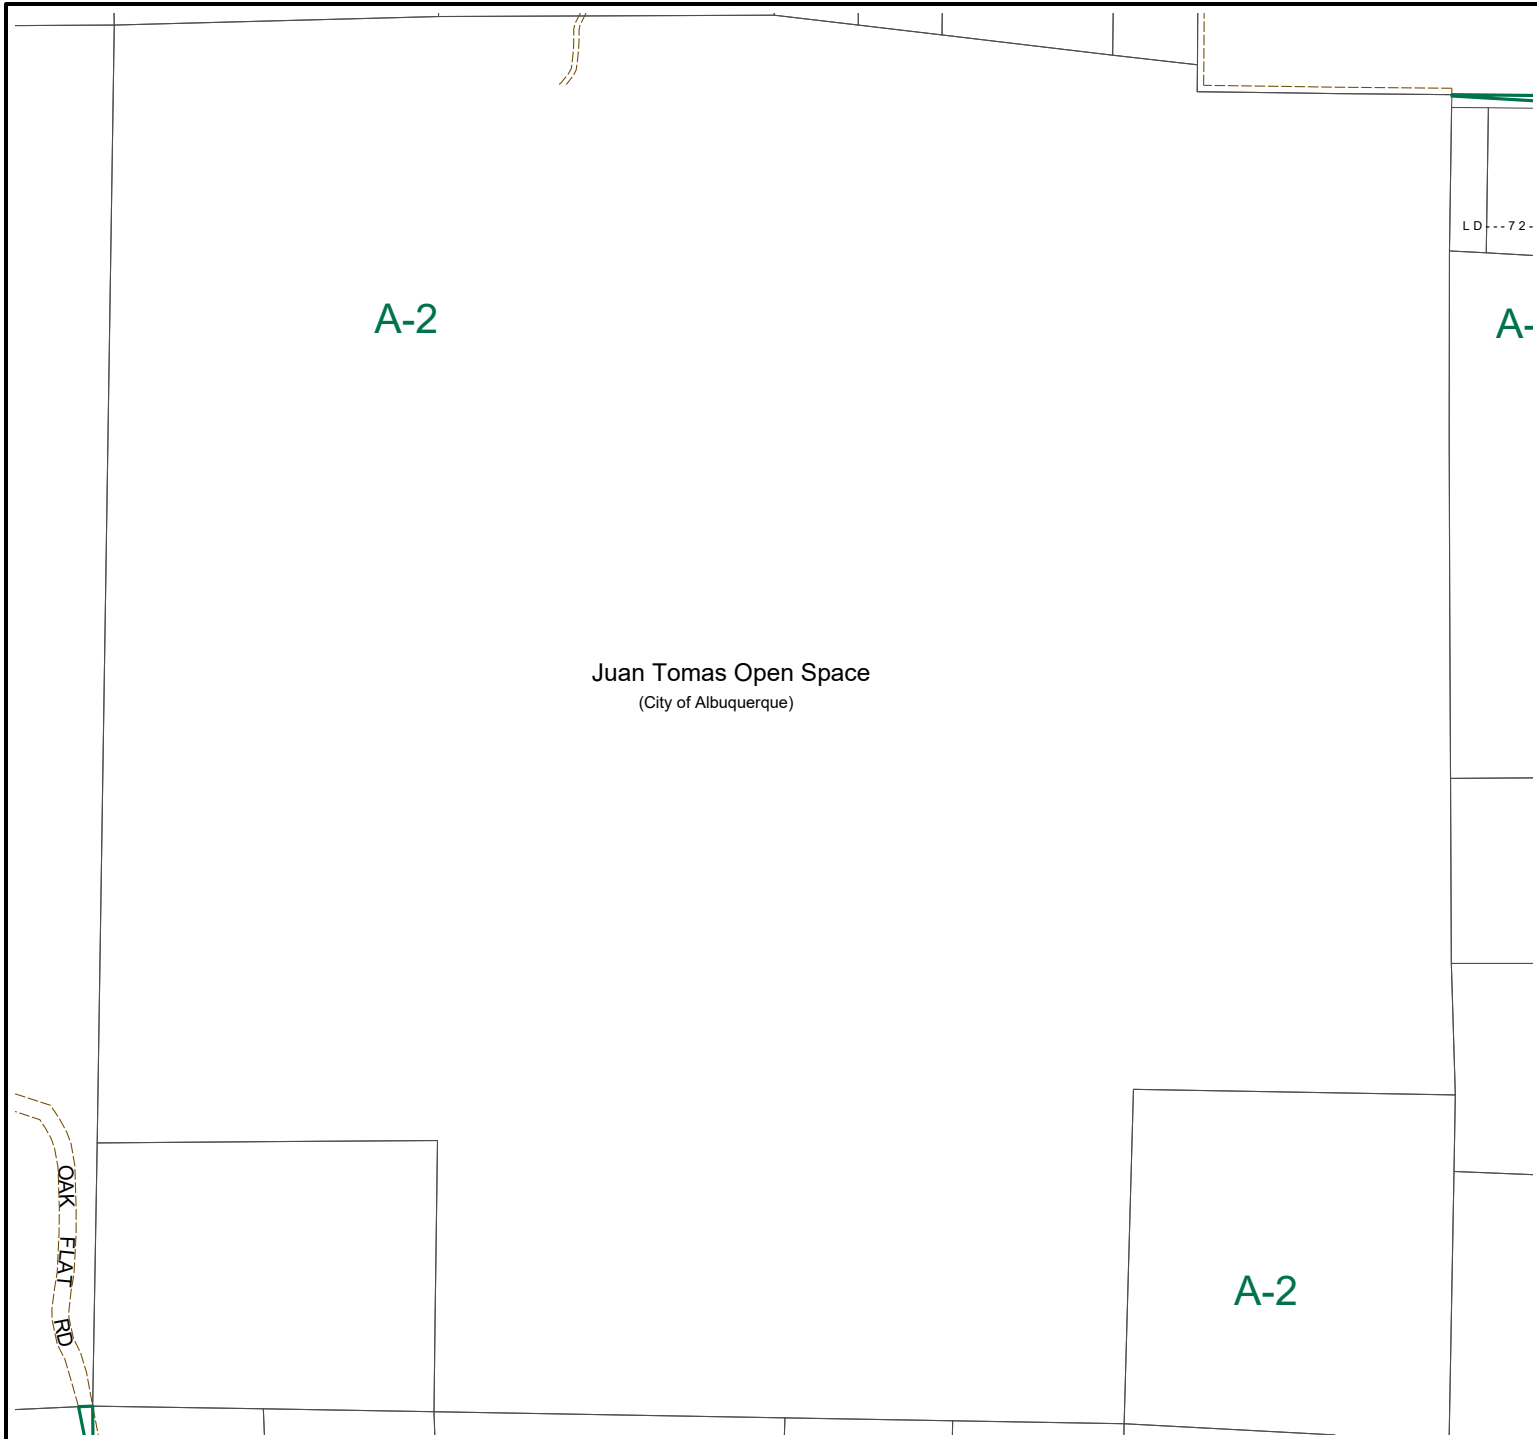 LD---72-
A-2
A-
Juan Tomas Open Space
(City of Albuquerque)
OAK FLAT RD
A-2